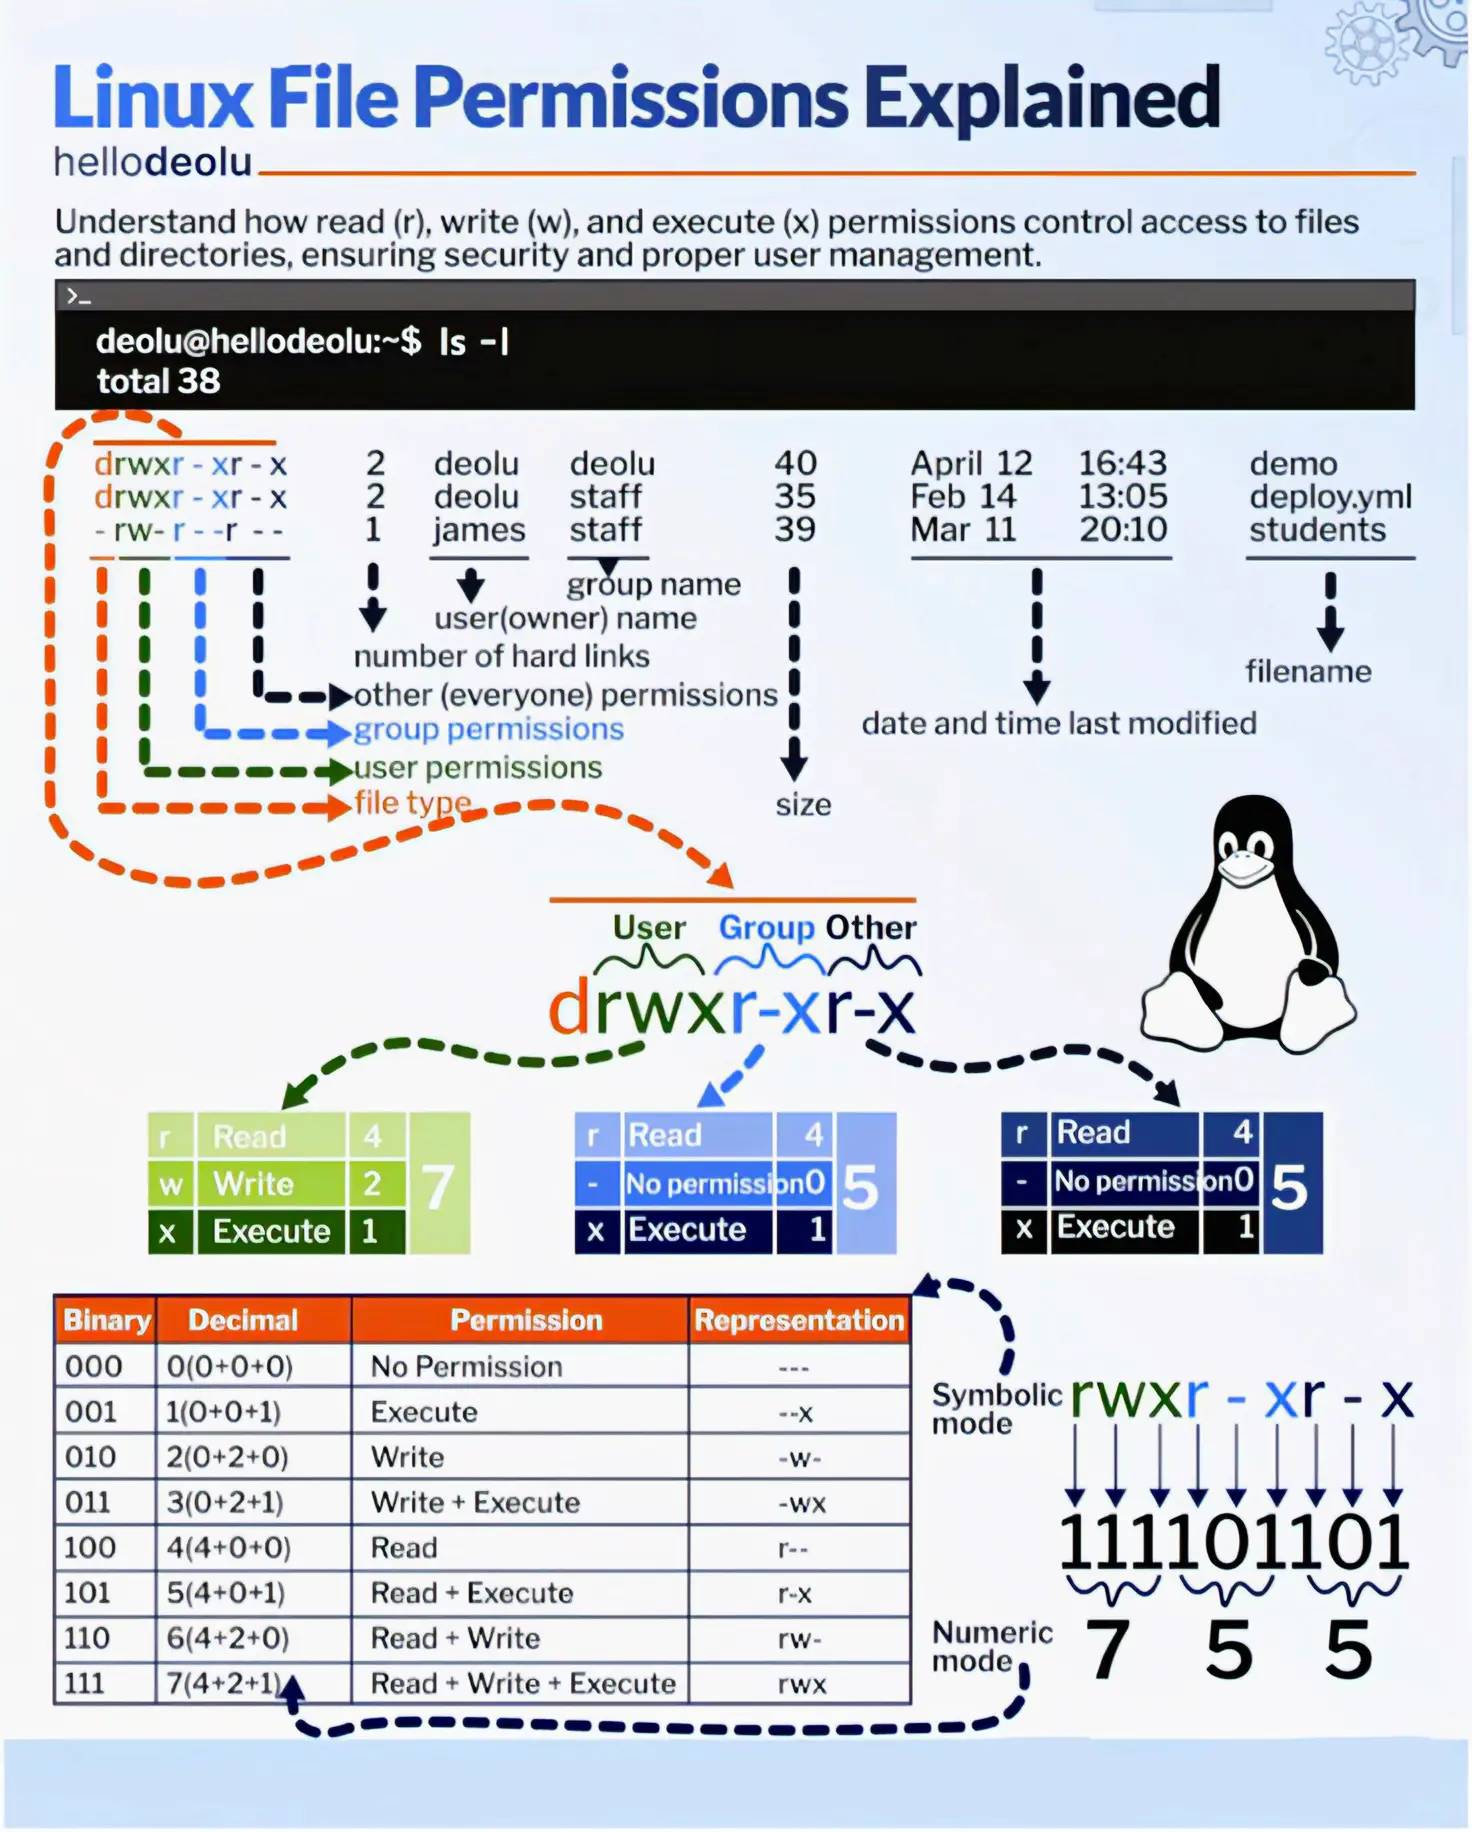 Linux File Permissions Explained
hellodeolu
Understand how read (r), write (w), and execute (x) permissions control access to files
and directories, ensuring security and proper user management.
>_
deolu@hellodeolu:~$ ls -l
total 38
drwxr-xr-x 2 deolu deolu 40 April 12 16:43 demo
drwxr-xr-x 2 deolu staff 35 Feb 14 13:05 deploy.yml
-rw-r--r-- 1 james staff 39 Mar 11 20:10 students
group name
user(owner) name
number of hard links
other (everyone) permissions
group permissions
user permissions
file type
size
date and time last modified
filename
User Group Other
drwxr-xr-x
r Read 4
w Write 2
x Execute 1
7
r Read 4
- No permission 0
x Execute 1
5
r Read 4
- No permission 0
x Execute 1
5
Binary Decimal Permission Representation
000 0(0+0+0) No Permission ---
001 1(0+0+1) Execute --x
010 2(0+2+0) Write -w-
011 3(0+2+1) Write + Execute -wx
100 4(4+0+0) Read r--
101 5(4+0+1) Read + Execute r-x
110 6(4+2+0) Read + Write rw-
111 7(4+2+1) Read + Write + Execute rwx
Symbolic
mode
rwxr-xr-x
111101101
Numeric
mode
7 5 5